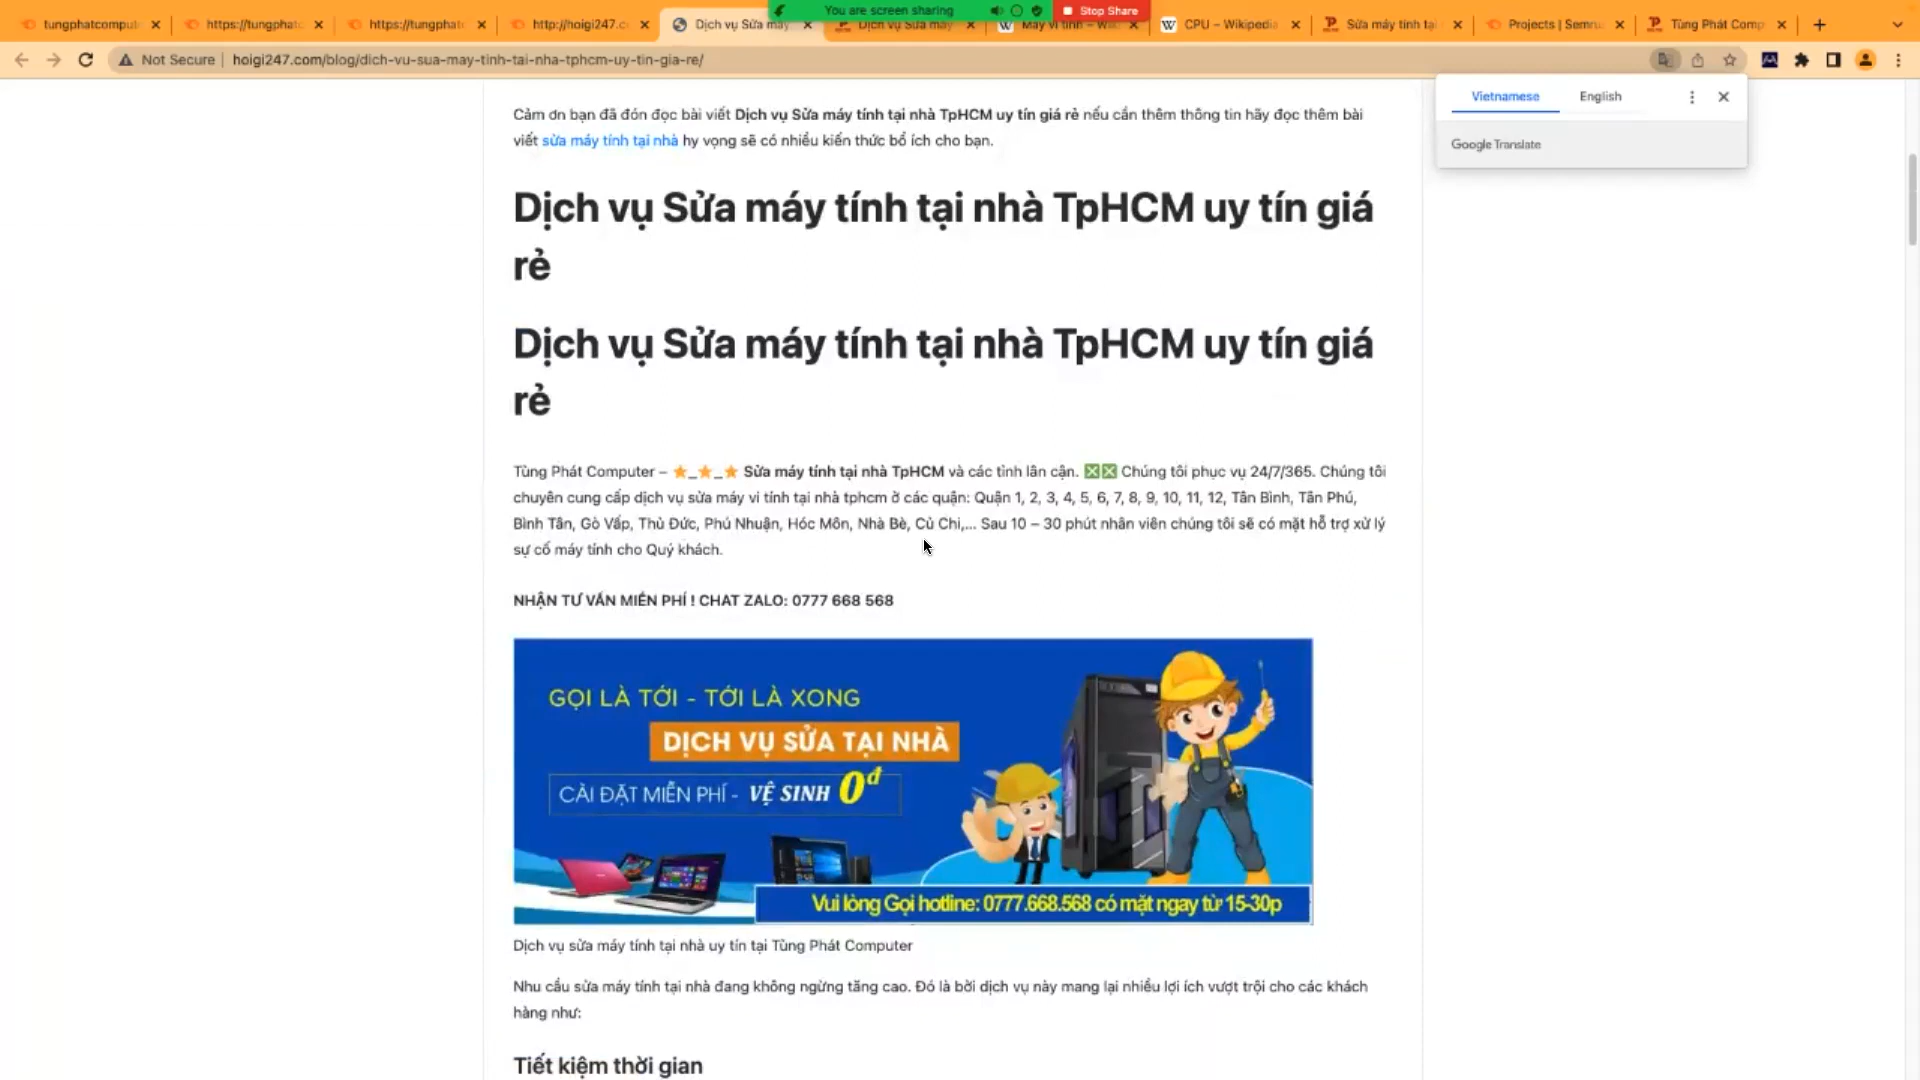 tungphatcomput
https://tungphatc
https://tungphat
http://hoigi247.c
Dịch vụ Sửa máy
You are screen sharing
Stop Share
Dịch vụ Sửa máy
Máy vi tính – Wi
CPU – Wikipedia
Sửa máy tính tại
Projects | Semru
Tùng Phát Comp
Not Secure
hoigi247.com/blog/dich-vu-sua-may-tinh-tai-nha-tphcm-uy-tin-gia-re/
Vietnamese
English
Google Translate
Cảm ơn bạn đã đón đọc bài viết Dịch vụ Sửa máy tính tại nhà TpHCM uy tín giá rẻ nếu cần thêm thông tin hãy đọc thêm bài
viết sửa máy tính tại nhà hy vọng sẽ có nhiều kiến thức bổ ích cho bạn.
Dịch vụ Sửa máy tính tại nhà TpHCM uy tín giá
rẻ
Dịch vụ Sửa máy tính tại nhà TpHCM uy tín giá
rẻ
Tùng Phát Computer – ⭐_⭐_⭐ Sửa máy tính tại nhà TpHCM và các tỉnh lân cận. ❎❎ Chúng tôi phục vụ 24/7/365. Chúng tôi
chuyên cung cấp dịch vụ sửa máy vi tính tại nhà tphcm ở các quận: Quận 1, 2, 3, 4, 5, 6, 7, 8, 9, 10, 11, 12, Tân Bình, Tân Phú,
Bình Tân, Gò Vấp, Thủ Đức, Phú Nhuận, Hóc Môn, Nhà Bè, Củ Chi,... Sau 10 – 30 phút nhân viên chúng tôi sẽ có mặt hỗ trợ xử lý
sự cố máy tính cho Quý khách.
NHẬN TƯ VẤN MIỄN PHÍ ! CHAT ZALO: 0777 668 568
GỌI LÀ TỚI - TỚI LÀ XONG
DỊCH VỤ SỬA TẠI NHÀ
CÀI ĐẶT MIỄN PHÍ - VỆ SINH 0đ
Vui lòng Gọi hotline: 0777.668.568 có mặt ngay từ 15-30p
Dịch vụ sửa máy tính tại nhà uy tín tại Tùng Phát Computer
Nhu cầu sửa máy tính tại nhà đang không ngừng tăng cao. Đó là bởi dịch vụ này mang lại nhiều lợi ích vượt trội cho các khách
hàng như:
Tiết kiệm thời gian